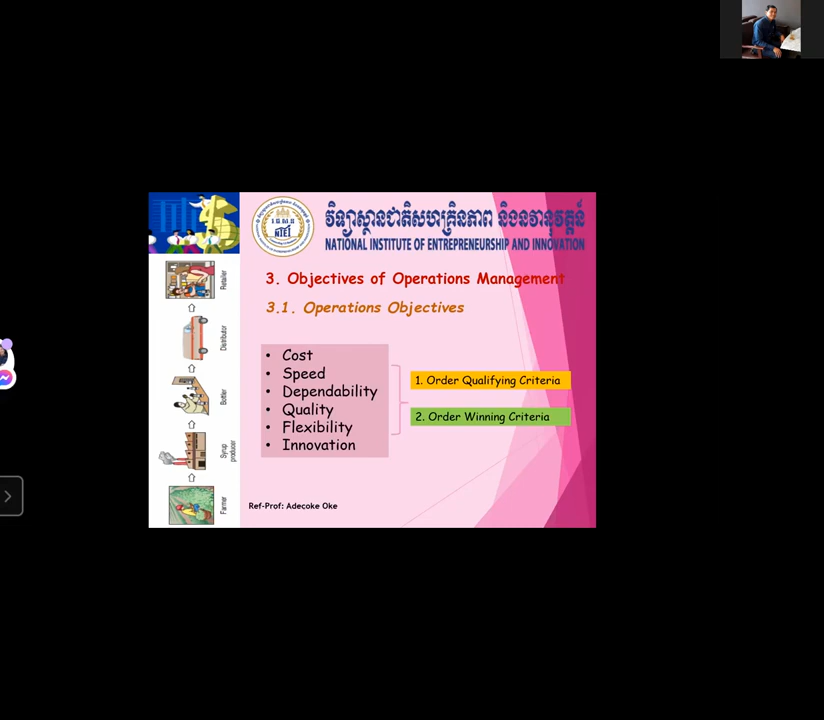 វិទ្យាស្ថានជាតិសហគ្រិនភាព និងនវានុវត្តន៍
NATIONAL INSTITUTE OF ENTREPRENEURSHIP AND INNOVATION
NIEI
3. Objectives of Operations Management
3.1. Operations Objectives
• Cost
• Speed
• Dependability
• Quality
• Flexibility
• Innovation
1. Order Qualifying Criteria
2. Order Winning Criteria
Retailer
Distributor
Bottler
Syrup
producer
Farmer
Ref-Prof: Adecoke Oke